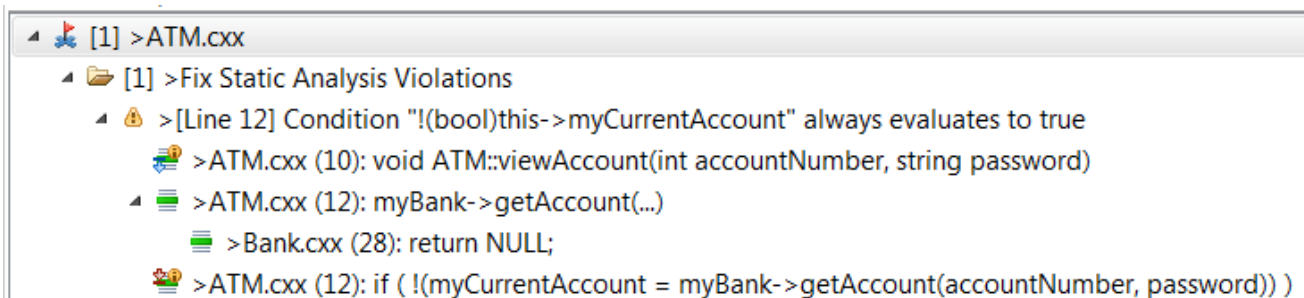 [1] >ATM.cxx
[1] >Fix Static Analysis Violations
>[Line 12] Condition "!(bool)this->myCurrentAccount" always evaluates to true
>ATM.cxx (10): void ATM::viewAccount(int accountNumber, string password)
>ATM.cxx (12): myBank->getAccount(...)
>Bank.cxx (28): return NULL;
>ATM.cxx (12): if ( !(myCurrentAccount = myBank->getAccount(accountNumber, password)) )